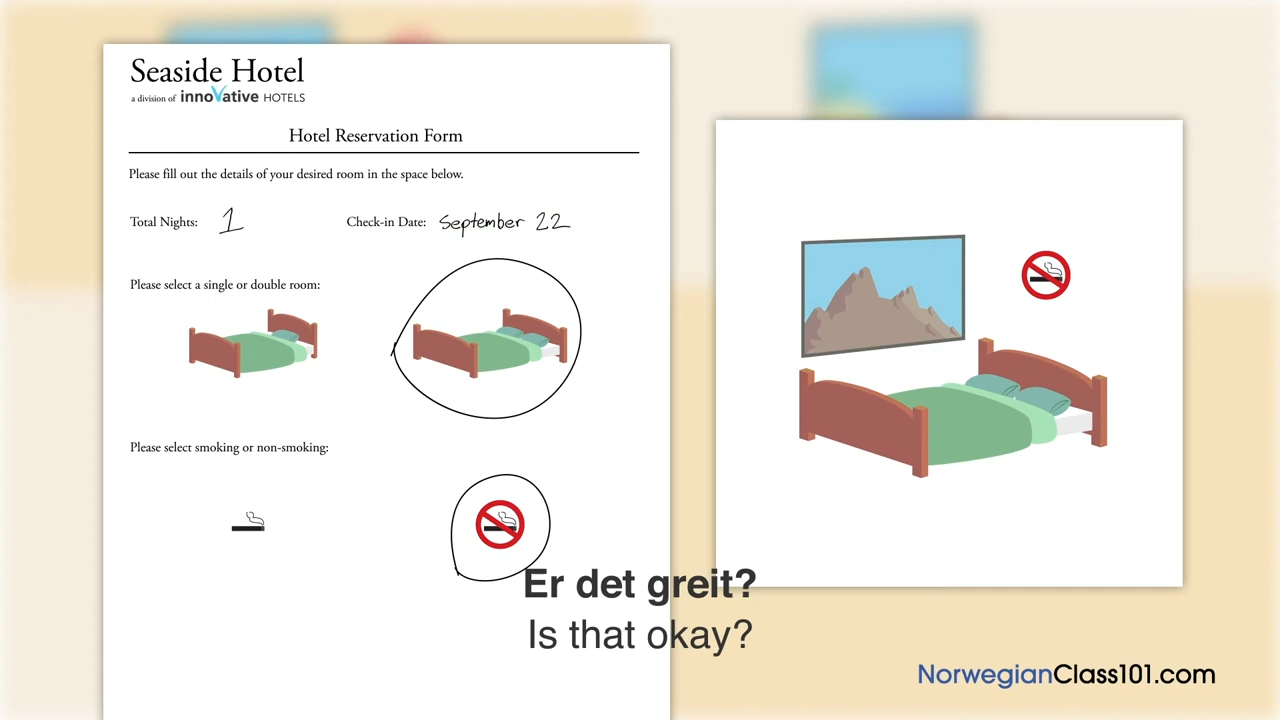 Seaside Hotel
a division of innoVative HOTELS
Hotel Reservation Form
Please fill out the details of your desired room in the space below.
Total Nights: 1 Check-in Date: September 22
Please select a single or double room:
Please select smoking or non-smoking:
Er det greit?
Is that okay?
NorwegianClass101.com